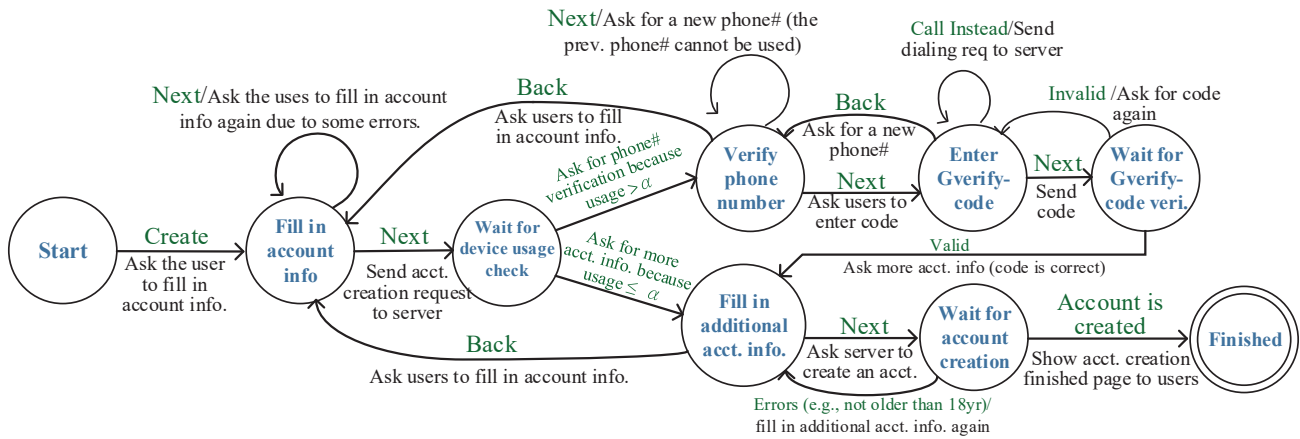 Next/Ask for a new phone# (the
prev. phone# cannot be used)
Call Instead/Send
dialing req to server
Next/Ask the uses to fill in account
info again due to some errors.
Back
Ask users to fill
in account info.
Back
Ask for a new
phone#
Invalid /Ask for code
again
Ask for phone#
verification because
usage > α
Verify
phone
number
Next
Ask users to
enter code
Enter
Gverify-
code
Next
Send
code
Wait for
Gverify-
code veri.
Start
Create
Ask the user
to fill in
account info.
Fill in
account
info
Next
Send acct.
creation request
to server
Wait for
device usage
check
Ask for more
acct. info. because
usage ≤ α
Valid
Ask more acct. info (code is correct)
Back
Ask users to fill in account info.
Fill in
additional
acct. info.
Next
Ask server to
create an acct.
Wait for
account
creation
Account is
created
Show acct. creation
finished page to users
Finished
Errors (e.g., not older than 18yr)/
fill in additional acct. info. again